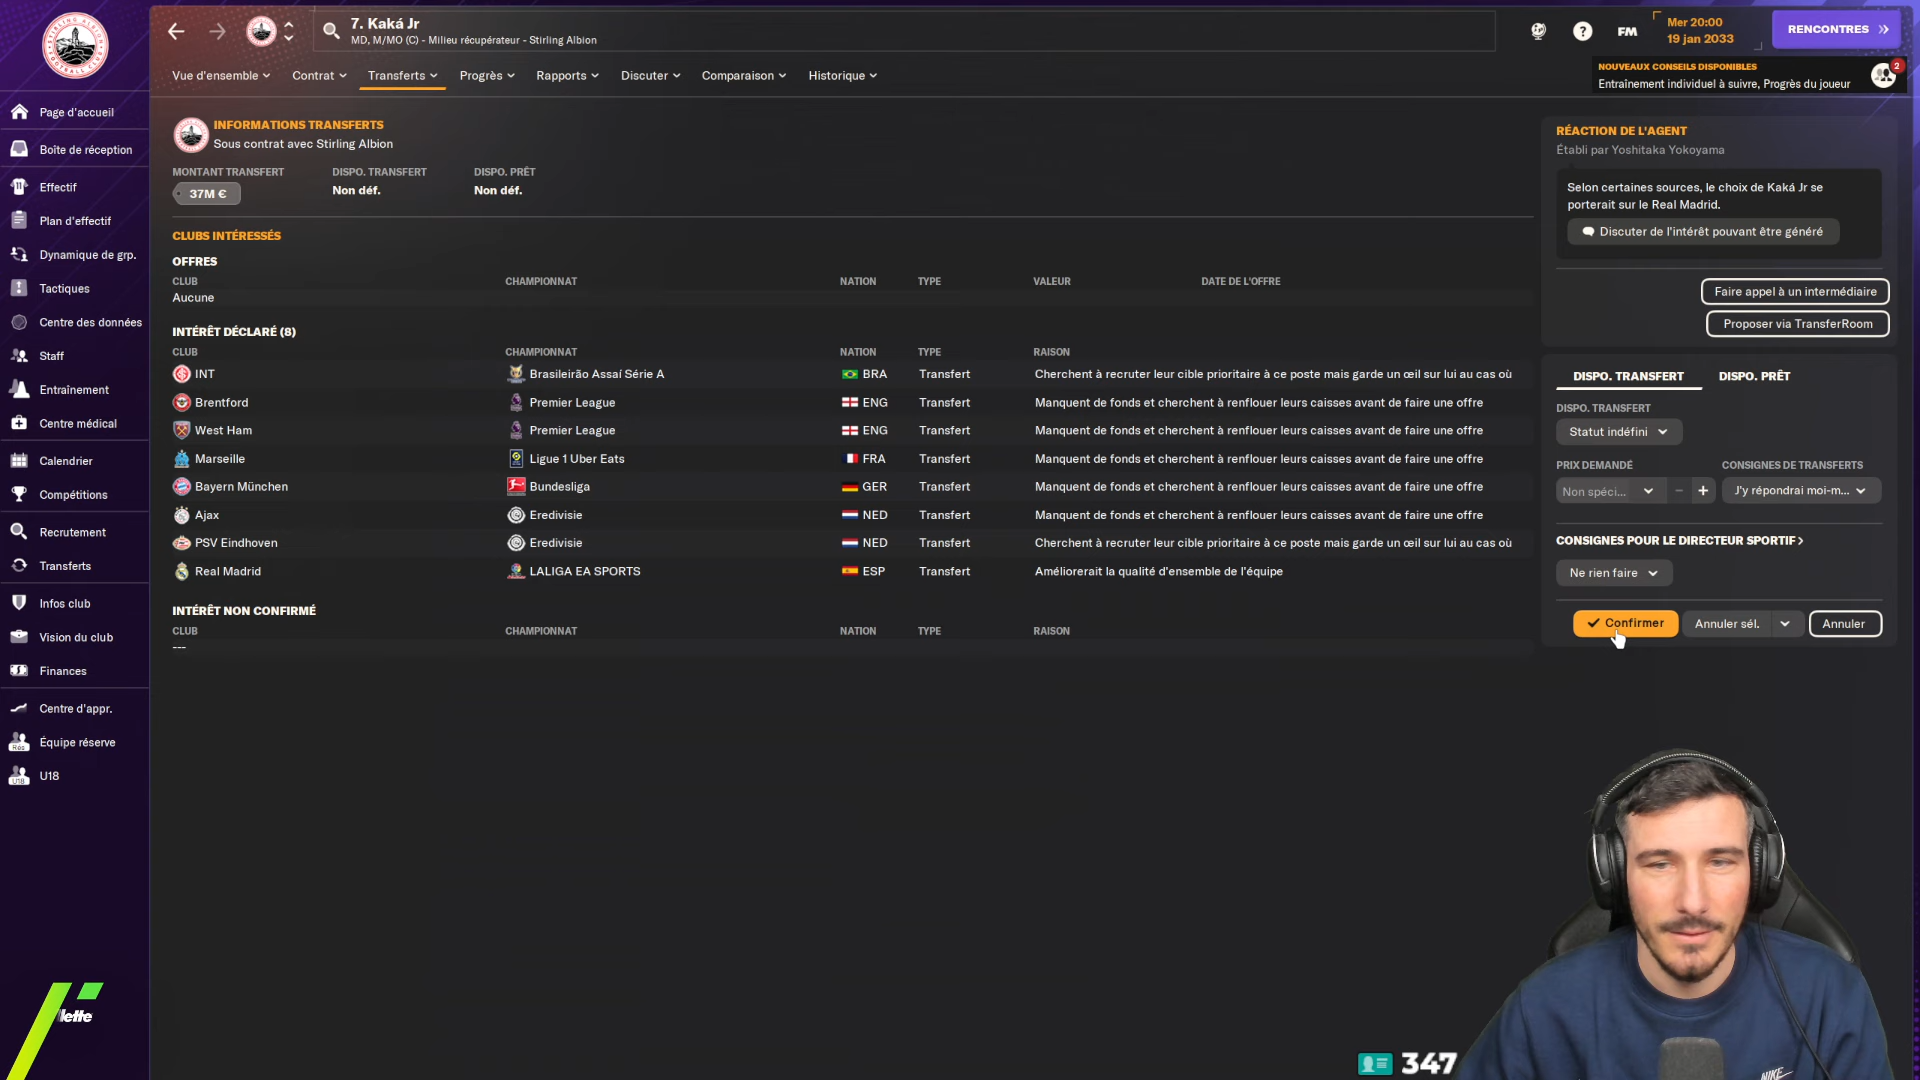 7. Kaká Jr
MD, M/MO (C) - Milieu récupérateur - Stirling Albion
FM
Mer 20:00
19 jan 2033
RENCONTRES
NOUVEAUX CONSEILS DISPONIBLES
Entraînement individuel à suivre, Progrès du joueur
2
Vue d'ensemble
Contrat
Transferts
Progrès
Rapports
Discuter
Comparaison
Historique
Page d'accueil
Boîte de réception
Effectif
Plan d'effectif
Dynamique de grp.
Tactiques
Centre des données
Staff
Entraînement
Centre médical
Calendrier
Compétitions
Recrutement
Transferts
Infos club
Vision du club
Finances
Centre d'appr.
Équipe réserve
U18
INFORMATIONS TRANSFERTS
Sous contrat avec Stirling Albion
MONTANT TRANSFERT DISPO. TRANSFERT DISPO. PRÊT
37M € Non déf. Non déf.
CLUBS INTÉRESSÉS
OFFRES
CLUB CHAMPIONNAT NATION TYPE VALEUR DATE DE L'OFFRE
Aucune
INTÉRÊT DÉCLARÉ (8)
CLUB CHAMPIONNAT NATION TYPE RAISON
INT Brasileirão Assaí Série A BRA Transfert Cherchent à recruter leur cible prioritaire à ce poste mais garde un œil sur lui au cas où
Brentford Premier League ENG Transfert Manquent de fonds et cherchent à renflouer leurs caisses avant de faire une offre
West Ham Premier League ENG Transfert Manquent de fonds et cherchent à renflouer leurs caisses avant de faire une offre
Marseille Ligue 1 Uber Eats FRA Transfert Manquent de fonds et cherchent à renflouer leurs caisses avant de faire une offre
Bayern München Bundesliga GER Transfert Manquent de fonds et cherchent à renflouer leurs caisses avant de faire une offre
Ajax Eredivisie NED Transfert Manquent de fonds et cherchent à renflouer leurs caisses avant de faire une offre
PSV Eindhoven Eredivisie NED Transfert Cherchent à recruter leur cible prioritaire à ce poste mais garde un œil sur lui au cas où
Real Madrid LALIGA EA SPORTS ESP Transfert Améliorerait la qualité d'ensemble de l'équipe
INTÉRÊT NON CONFIRMÉ
CLUB CHAMPIONNAT NATION TYPE RAISON
---
RÉACTION DE L'AGENT
Établi par Yoshitaka Yokoyama
Selon certaines sources, le choix de Kaká Jr se
porterait sur le Real Madrid.
Discuter de l'intérêt pouvant être généré
Faire appel à un intermédiaire
Proposer via TransferRoom
DISPO. TRANSFERT DISPO. PRÊT
DISPO. TRANSFERT
Statut indéfini
PRIX DEMANDÉ CONSIGNES DE TRANSFERTS
Non spéci... − + J'y répondrai moi-m...
CONSIGNES POUR LE DIRECTEUR SPORTIF >
Ne rien faire
Confirmer Annuler sél. Annuler
347
NIKE